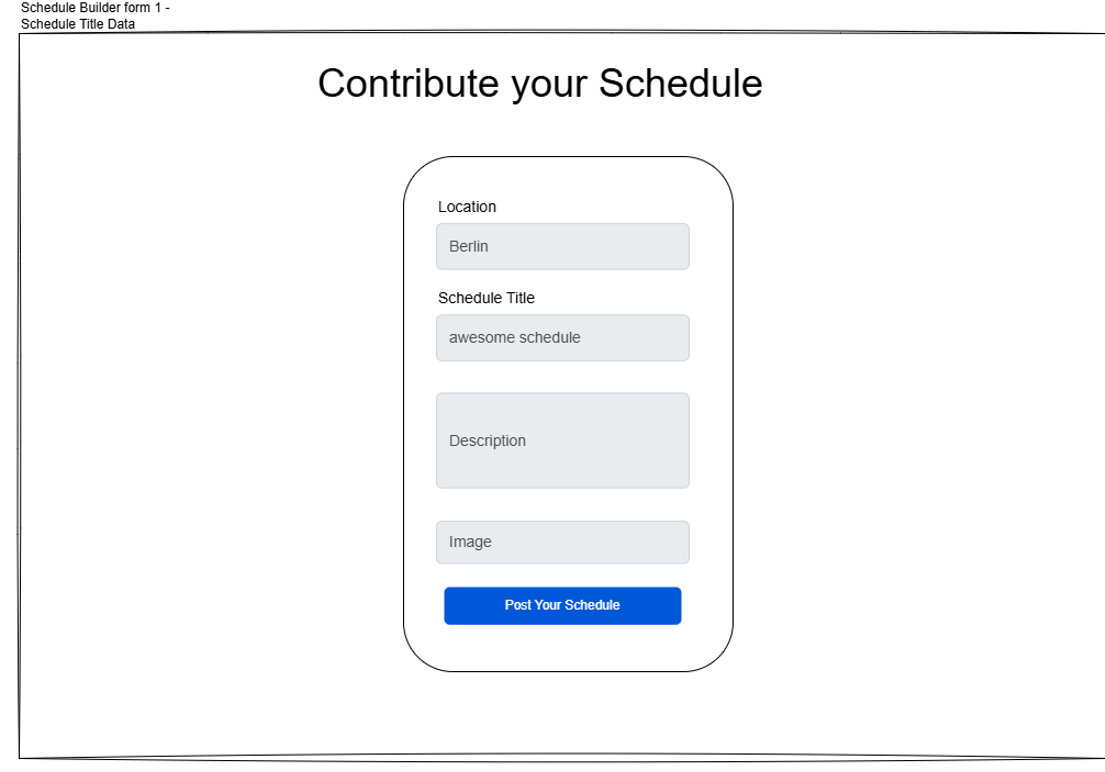 Schedule Builder form 1 -
Schedule Title Data
Contribute your Schedule
Location
Berlin
Schedule Title
awesome schedule
Description
Image
Post Your Schedule